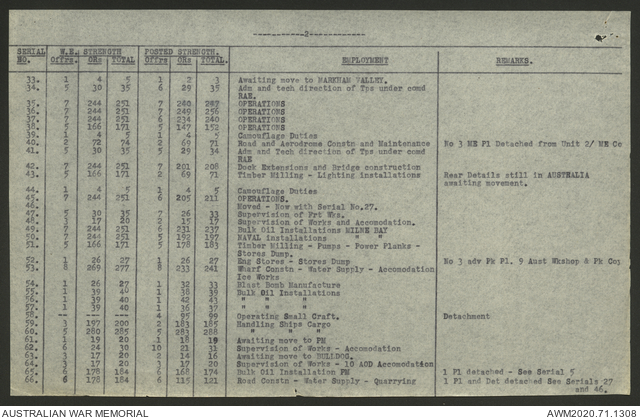 -----------2-------------
SERIAL W.E. STRENGTH POSTED STRENGTH. EMPLOYMENT REMARKS.
NO. Offrs. ORs TOTAL Offrs ORs TOTAL.
33. 1 4 5 1 2 3 Awaiting move to MARKHAM VALLEY.
34. 5 30 35 6 29 35 Adm and tech direction of Tps under comd
RAE.
35. 7 244 251 7 240 247 OPERATIONS
36. 7 244 251 7 249 256 OPERATIONS
37. 7 244 251 6 234 240 OPERATIONS
38. 5 166 171 5 147 152 OPERATIONS
39. 1 4 5 1 4 5 Camouflage Duties
40. 2 72 74 2 69 71 Road and Aerodrome Constn and Maintenance No 3 ME Pl Detached from Unit 2/ ME Co
41. 5 30 35 5 29 34 Adm and Tech direction of Tps under comd
RAE
42. 7 244 251 7 201 208 Dock Extensions and Bridge construction
43. 5 166 171 2 69 71 Timber Milling - Lighting installations Rear Details still in AUSTRALIA
awaiting movement.
44. 1 4 5 1 4 5 Camouflage Duties
45. 7 244 251 6 205 211 OPERATIONS.
46. Moved - Now with Serial No.27.
47. 5 30 35 7 26 33 Supervision of Frt Wks.
48. 3 17 20 2 15 17 Supervision of Works and Accomodation.
49. 7 244 251 6 231 237 Bulk Oil Installations MILNE BAY
50. 7 244 251 5 192 197 NAVAL Installations " "
51. 5 166 171 5 178 183 Timber Milling - Pumps - Power Planks -
Stores Dump.
52. 1 26 27 1 26 27 Eng Stores - Stores Dump No 3 adv Pk Pl. 9 Aust Wkshop & Pk Coy
53. 8 269 277 8 233 241 Wharf Constn - Water Supply - Accomodation
Ice Works
54. 1 26 27 1 32 33 Blast Bomb Manufacture
55. 1 39 40 1 38 39 Bulk Oil Installations
56. 1 39 40 1 42 43 " " "
57. 1 39 40 1 36 37 " " "
58. -- -- -- 4 95 99 Operating Small Craft. Detachment
59. 3 197 200 2 183 185 Handling Ships Cargo
60. 5 280 285 5 283 288 " " "
61. 1 19 20 1 18 19 Awaiting move to PM
62. 6 24 30 10 21 31 Supervision of Works - Accomodation
63. 3 17 20 2 14 16 Awaiting move to BULLDOG.
64. 3 17 20 3 17 20 Supervision of Works - 10 AOD Accomodation
65. 6 178 184 6 168 174 Bulk Oil Installation PM 1 Pl detached - See Serial 5
66. 6 178 184 6 115 121 Road Constn - Water Supply - Quarrying 1 Pl and Det detached See Serials 27
and 46.
AUSTRALIAN WAR MEMORIAL AWM2020.71.1308